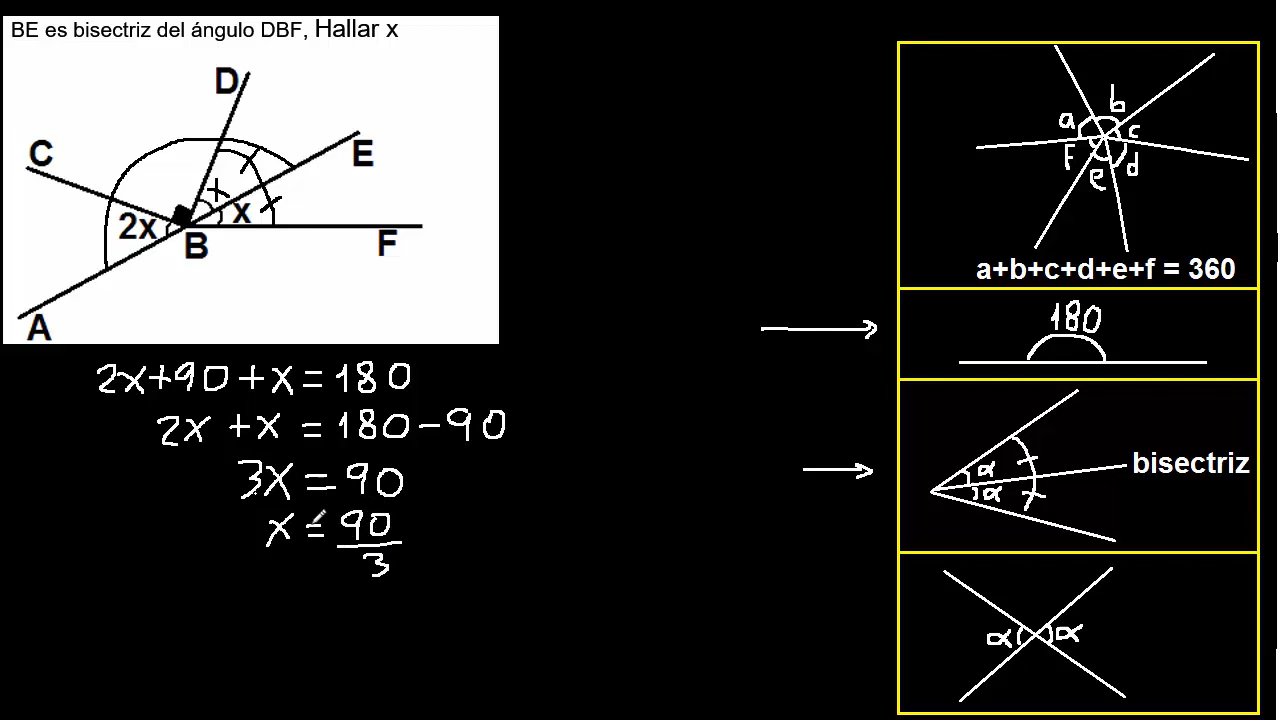 BE es bisectriz del ángulo DBF, Hallar x
D
C
E
2x
x
x
B
F
A
2x+90+x=180
2x+x=180-90
3x=90
x=90
3
b
a
c
f
d
e
a+b+c+d+e+f = 360
180
α
bisectriz
α
α
α